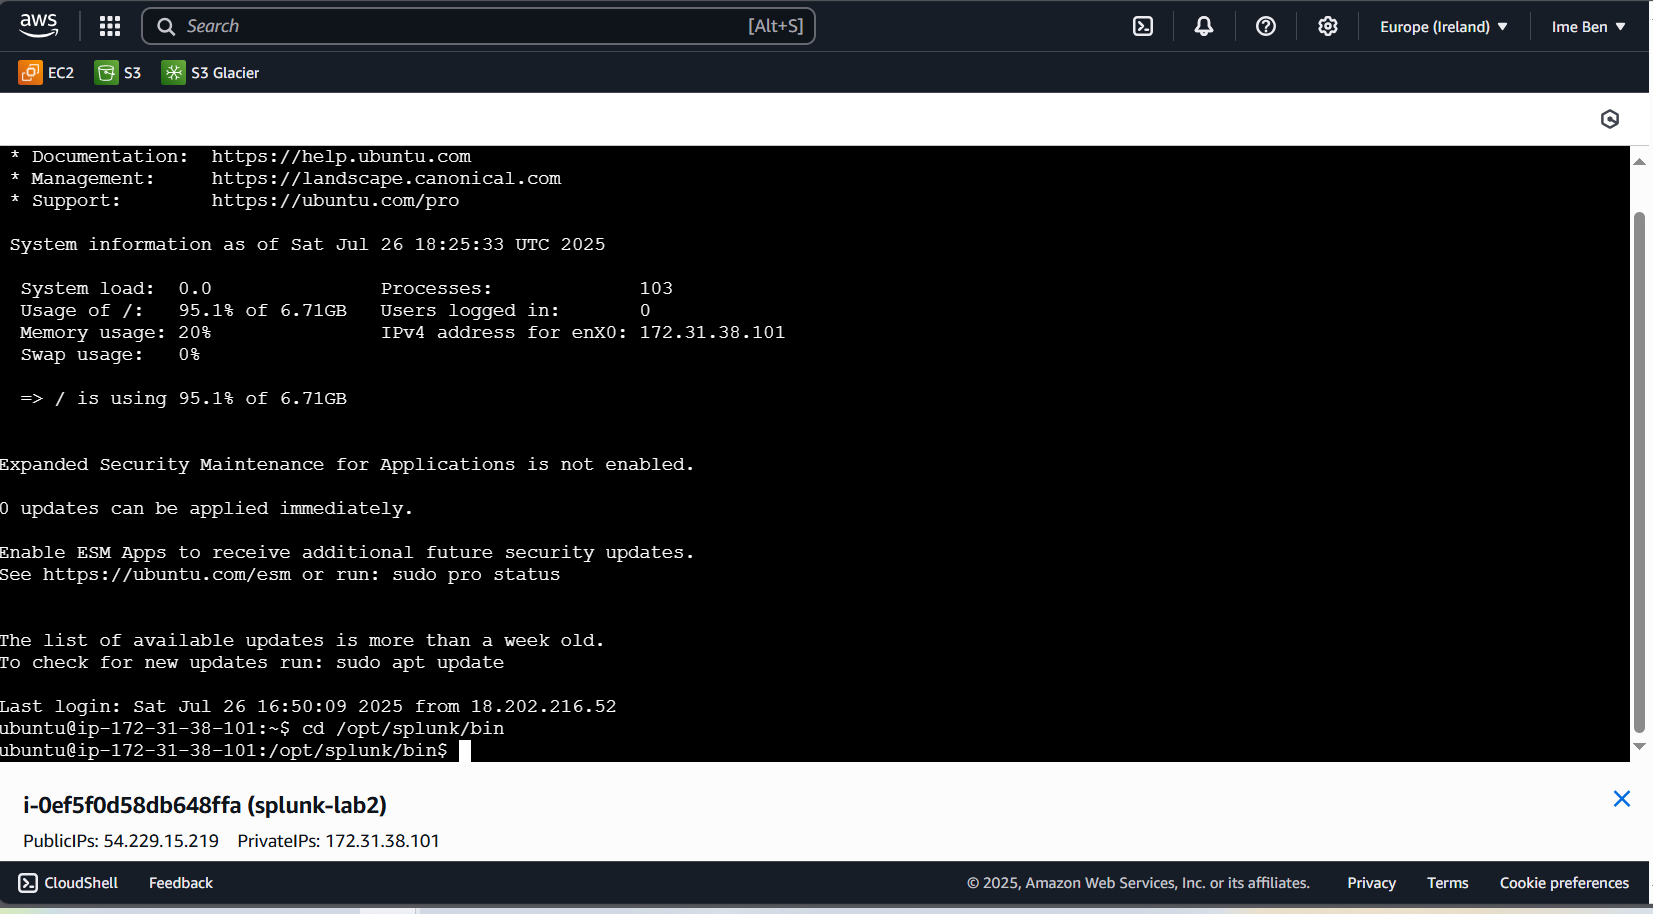 aws
Search [Alt+S]
Europe (Ireland)
Ime Ben
EC2 S3 S3 Glacier
* Documentation: https://help.ubuntu.com
* Management: https://landscape.canonical.com
* Support: https://ubuntu.com/pro
System information as of Sat Jul 26 18:25:33 UTC 2025
System load: 0.0 Processes: 103
Usage of /: 95.1% of 6.71GB Users logged in: 0
Memory usage: 20% IPv4 address for enX0: 172.31.38.101
Swap usage: 0%
=> / is using 95.1% of 6.71GB
Expanded Security Maintenance for Applications is not enabled.
0 updates can be applied immediately.
Enable ESM Apps to receive additional future security updates.
See https://ubuntu.com/esm or run: sudo pro status
The list of available updates is more than a week old.
To check for new updates run: sudo apt update
Last login: Sat Jul 26 16:50:09 2025 from 18.202.216.52
ubuntu@ip-172-31-38-101:~$ cd /opt/splunk/bin
ubuntu@ip-172-31-38-101:/opt/splunk/bin$
i-0ef5f0d58db648ffa (splunk-lab2)
PublicIPs: 54.229.15.219 PrivateIPs: 172.31.38.101
CloudShell Feedback © 2025, Amazon Web Services, Inc. or its affiliates. Privacy Terms Cookie preferences